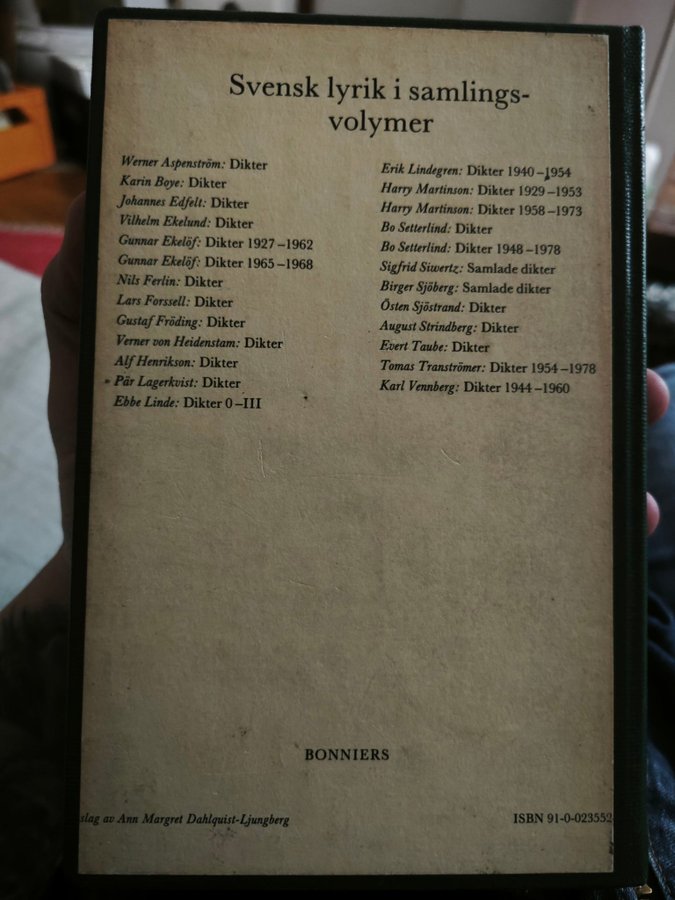 Svensk lyrik i samlings-
volymer
Werner Aspenström: Dikter
Karin Boye: Dikter
Johannes Edfelt: Dikter
Vilhelm Ekelund: Dikter
Gunnar Ekelöf: Dikter 1927–1962
Gunnar Ekelöf: Dikter 1965–1968
Nils Ferlin: Dikter
Lars Forssell: Dikter
Gustaf Fröding: Dikter
Verner von Heidenstam: Dikter
Alf Henrikson: Dikter
Pär Lagerkvist: Dikter
Ebbe Linde: Dikter 0–III
Erik Lindegren: Dikter 1940–1954
Harry Martinson: Dikter 1929–1953
Harry Martinson: Dikter 1958–1973
Bo Setterlind: Dikter
Bo Setterlind: Dikter 1948–1978
Sigfrid Siwertz: Samlade dikter
Birger Sjöberg: Samlade dikter
Östen Sjöstrand: Dikter
August Strindberg: Dikter
Evert Taube: Dikter
Tomas Tranströmer: Dikter 1954–1978
Karl Vennberg: Dikter 1944–1960
BONNIERS
slag av Ann Margret Dahlquist-Ljungberg
ISBN 91-0-023552